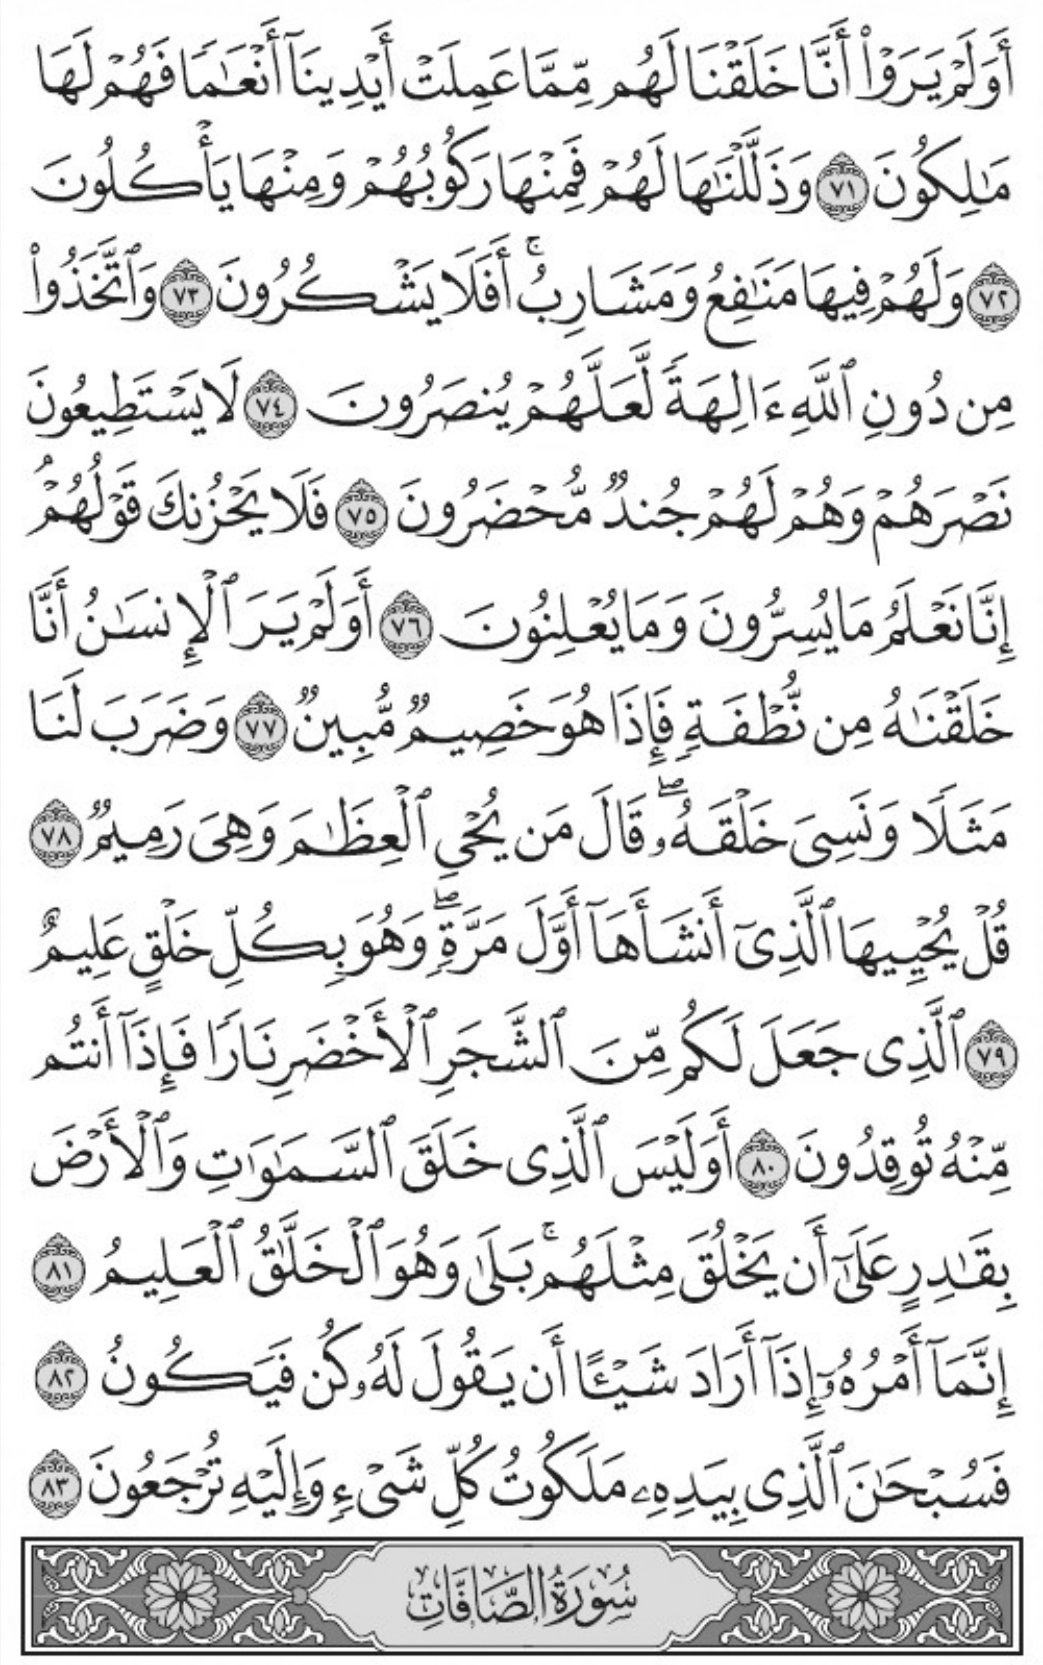 أَوَلَمْ يَرَوْا۟ أَنَّا خَلَقْنَا لَهُم مِّمَّا عَمِلَتْ أَيْدِينَآ أَنْعَـٰمًا فَهُمْ لَهَا
مَـٰلِكُونَ ٧١ وَذَلَّلْنَـٰهَا لَهُمْ فَمِنْهَا رَكُوبُهُمْ وَمِنْهَا يَأْكُلُونَ
٧٢ وَلَهُمْ فِيهَا مَنَـٰفِعُ وَمَشَارِبُ ۚ أَفَلَا يَشْكُرُونَ ٧٣ وَٱتَّخَذُوا۟
مِن دُونِ ٱللَّهِ ءَالِهَةً لَّعَلَّهُمْ يُنصَرُونَ ٧٤ لَا يَسْتَطِيعُونَ
نَصْرَهُمْ وَهُمْ لَهُمْ جُندٌ مُّحْضَرُونَ ٧٥ فَلَا يَحْزُنكَ قَوْلُهُمْ ۘ
إِنَّا نَعْلَمُ مَا يُسِرُّونَ وَمَا يُعْلِنُونَ ٧٦ أَوَلَمْ يَرَ ٱلْإِنسَـٰنُ أَنَّا
خَلَقْنَـٰهُ مِن نُّطْفَةٍ فَإِذَا هُوَ خَصِيمٌ مُّبِينٌ ٧٧ وَضَرَبَ لَنَا
مَثَلًا وَنَسِىَ خَلْقَهُۥ ۖ قَالَ مَن يُحْىِ ٱلْعِظَـٰمَ وَهِىَ رَمِيمٌ ٧٨
قُلْ يُحْيِيهَا ٱلَّذِىٓ أَنشَأَهَآ أَوَّلَ مَرَّةٍ ۖ وَهُوَ بِكُلِّ خَلْقٍ عَلِيمٌ
٧٩ ٱلَّذِى جَعَلَ لَكُم مِّنَ ٱلشَّجَرِ ٱلْأَخْضَرِ نَارًا فَإِذَآ أَنتُم
مِّنْهُ تُوقِدُونَ ٨٠ أَوَلَيْسَ ٱلَّذِى خَلَقَ ٱلسَّمَـٰوَٰتِ وَٱلْأَرْضَ
بِقَـٰدِرٍ عَلَىٰٓ أَن يَخْلُقَ مِثْلَهُم ۚ بَلَىٰ وَهُوَ ٱلْخَلَّـٰقُ ٱلْعَلِيمُ ٨١
إِنَّمَآ أَمْرُهُۥٓ إِذَآ أَرَادَ شَيْـًٔا أَن يَقُولَ لَهُۥ كُن فَيَكُونُ ٨٢
فَسُبْحَـٰنَ ٱلَّذِى بِيَدِهِۦ مَلَكُوتُ كُلِّ شَىْءٍ وَإِلَيْهِ تُرْجَعُونَ ٨٣
سُورَةُ الصَّافَّاتِ